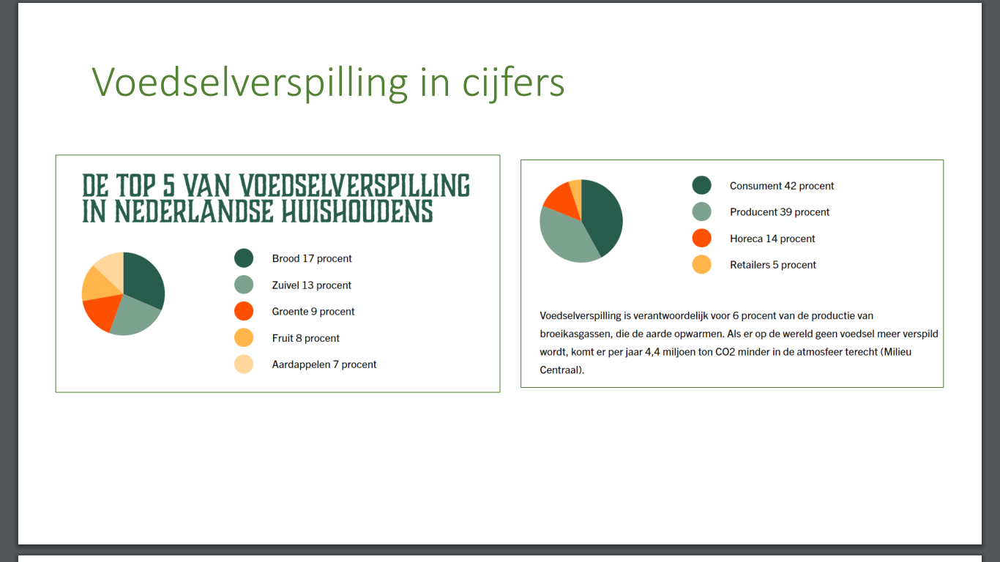 Voedselverspilling in cijfers
DE TOP 5 VAN VOEDSELVERSPILLING
IN NEDERLANDSE HUISHOUDENS
Brood 17 procent
Zuivel 13 procent
Groente 9 procent
Fruit 8 procent
Aardappelen 7 procent
Consument 42 procent
Producent 39 procent
Horeca 14 procent
Retailers 5 procent
Voedselverspilling is verantwoordelijk voor 6 procent van de productie van
broeikasgassen, die de aarde opwarmen. Als er op de wereld geen voedsel meer verspild
wordt, komt er per jaar 4,4 miljoen ton CO2 minder in de atmosfeer terecht (Milieu
Centraal).